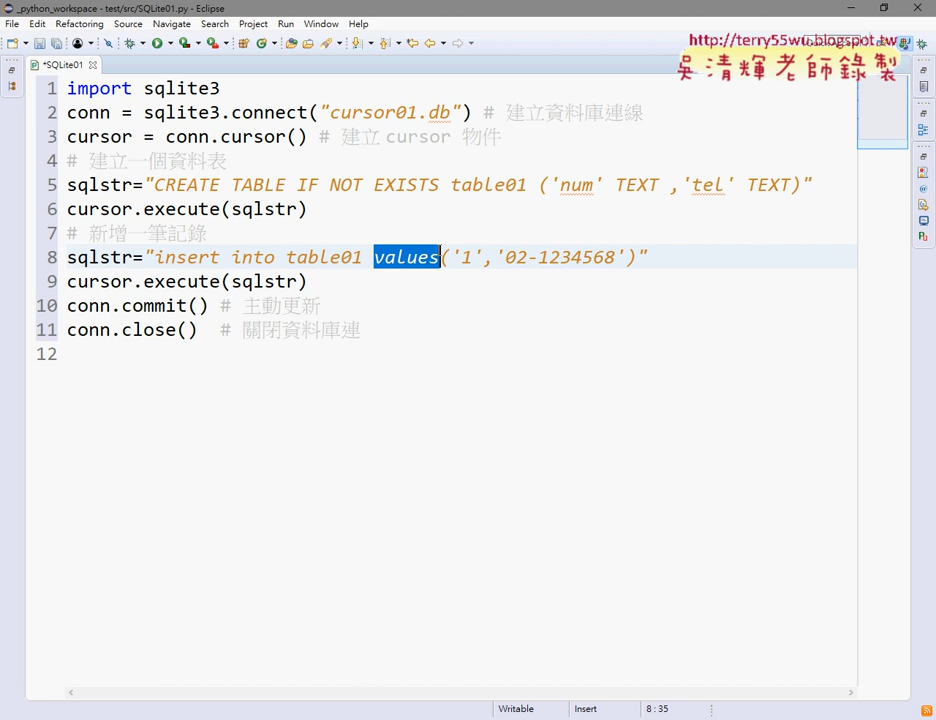 _python_workspace - test/src/SQLite01.py - Eclipse
File Edit Refactoring Source Navigate Search Project Run Window Help
http://terry55wu.blogspot.tw
吳清輝老師錄製
*SQLite01
1 import sqlite3
2 conn = sqlite3.connect("cursor01.db") # 建立資料庫連線
3 cursor = conn.cursor() # 建立 cursor 物件
4 # 建立一個資料表
5 sqlstr="CREATE TABLE IF NOT EXISTS table01 ('num' TEXT ,'tel' TEXT)"
6 cursor.execute(sqlstr)
7 # 新增一筆記錄
8 sqlstr="insert into table01 values('1','02-1234568')"
9 cursor.execute(sqlstr)
10 conn.commit() # 主動更新
11 conn.close() # 關閉資料庫連
12
Writable Insert 8 : 35